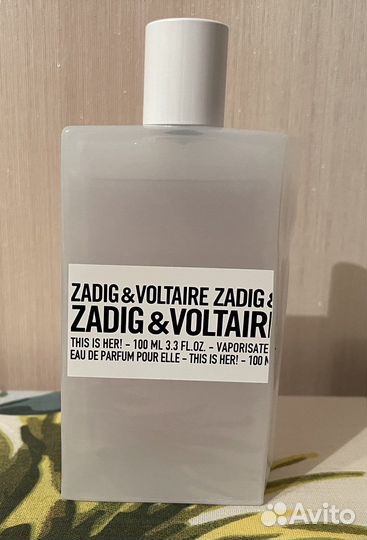 ZADIG & VOLTAIRE ZADIG &
ZADIG & VOLTAIRE
THIS IS HER! – 100 ML 3.3 FL.OZ. – VAPORISATE
EAU DE PARFUM POUR ELLE – THIS IS HER! – 100 M
Avito